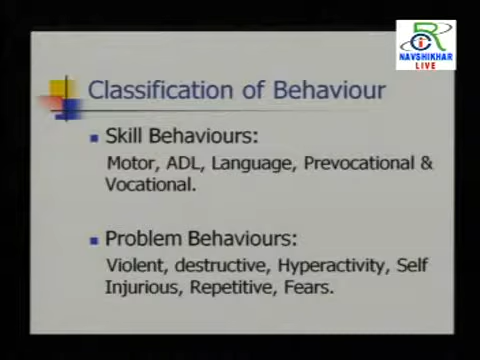 NAVSHIKHAR
LIVE
Classification of Behaviour
Skill Behaviours:
Motor, ADL, Language, Prevocational &
Vocational.
Problem Behaviours:
Violent, destructive, Hyperactivity, Self
Injurious, Repetitive, Fears.